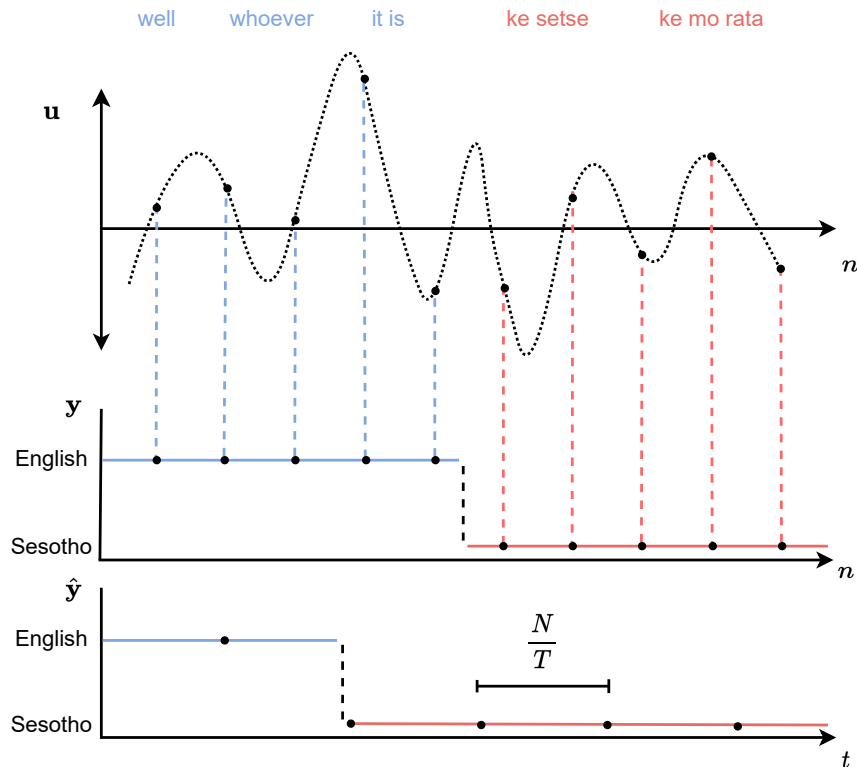 well whoever it is ke setse ke mo rata
u
n
y
English
Sesotho
n
ŷ
N
T
English
Sesotho
t